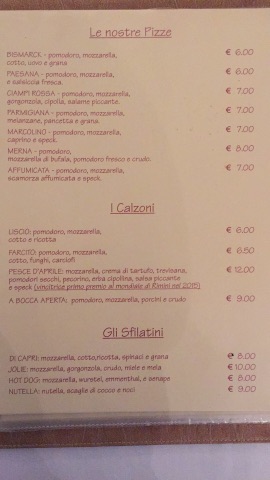 Le nostre Pizze
BISMARCK - pomodoro, mozzarella, € 6.00
cotto, uovo e grana
PAESANA - pomodoro, mozzarella, € 6.00
e salsiccia fresca.
CIAMPI ROSSA - pomodoro, mozzarella, € 7.00
gorgonzola, cipolla, salame piccante.
PARMIGIANA - pomodoro, mozzarella, € 7.00
melanzane, pancetta e grana.
MARCOLINO - pomodoro, mozzarella, € 7.00
caprino e speck.
MERNA - pomodoro, € 8.00
mozzarella di bufala, pomodoro fresco e crudo.
AFFUMICATA - pomodoro, mozzarella, € 7.00
scamorza affumicata e speck.
I Calzoni
LISCIO: pomodoro, mozzarella, € 6.00
cotto e ricotta
FARCITO: pomodoro, mozzarella, € 6.50
cotto, funghi, carciofi
PESCE D'APRILE: mozzarella, crema di tartufo, trevisana, € 12.00
pomodori secchi, pecorino, erba cipollina, salsa piccante
e speck (vincitrice primo premio al mondiale di Rimini nel 2015)
A BOCCA APERTA: pomodoro, mozzarella, porcini e crudo € 9.00
Gli Sfilatini
DI CAPRI: mozzarella, cotto,ricotta, spinaci e grana € 8.00
JOLIE: mozzarella, gorgonzola, crudo, miele e mela € 10.00
HOT DOG: mozzarella, wurstel, emmenthal, e senape € 8.00
NUTELLA: nutella, scaglie di cocco e noci € 9.00